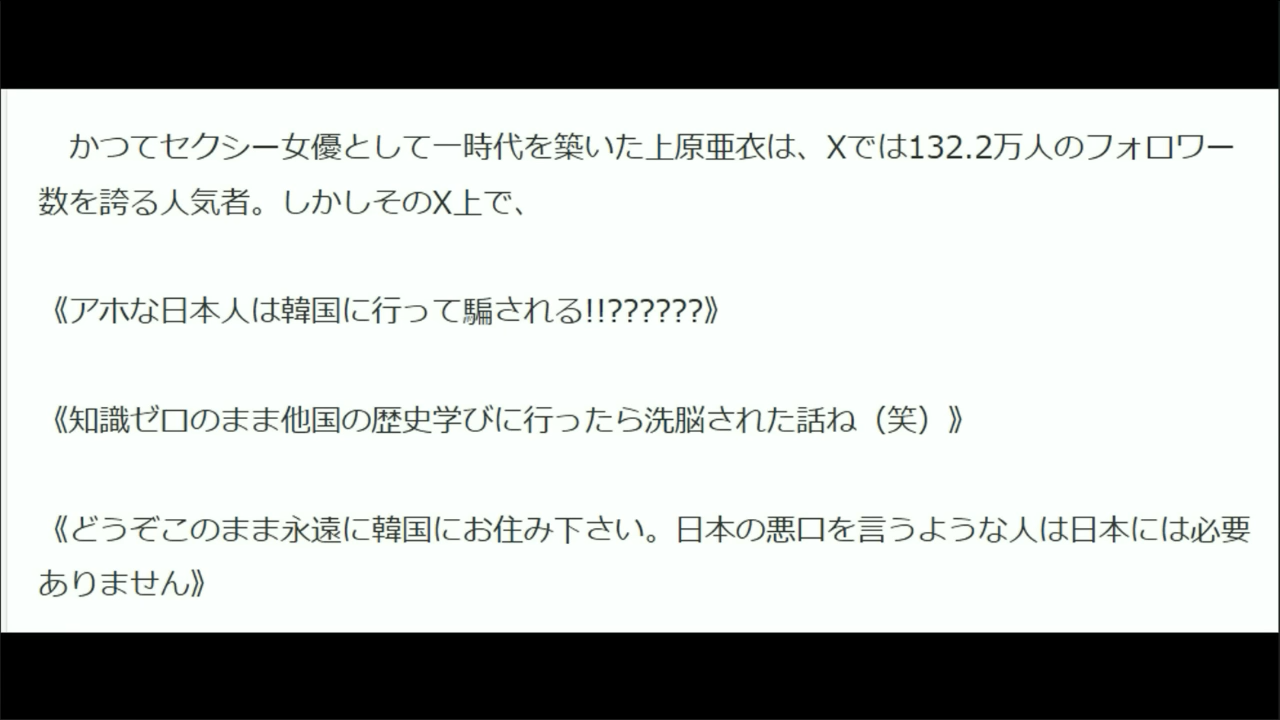 かつてセクシー女優として一時代を築いた上原亜衣は、Xでは132.2万人のフォロワー
数を誇る人気者。しかしそのX上で、
《アホな日本人は韓国に行って騙される!!??????》
《知識ゼロのまま他国の歴史学びに行ったら洗脳された話ね（笑）》
《どうぞこのまま永遠に韓国にお住み下さい。日本の悪口を言うような人は日本には必要
ありません》